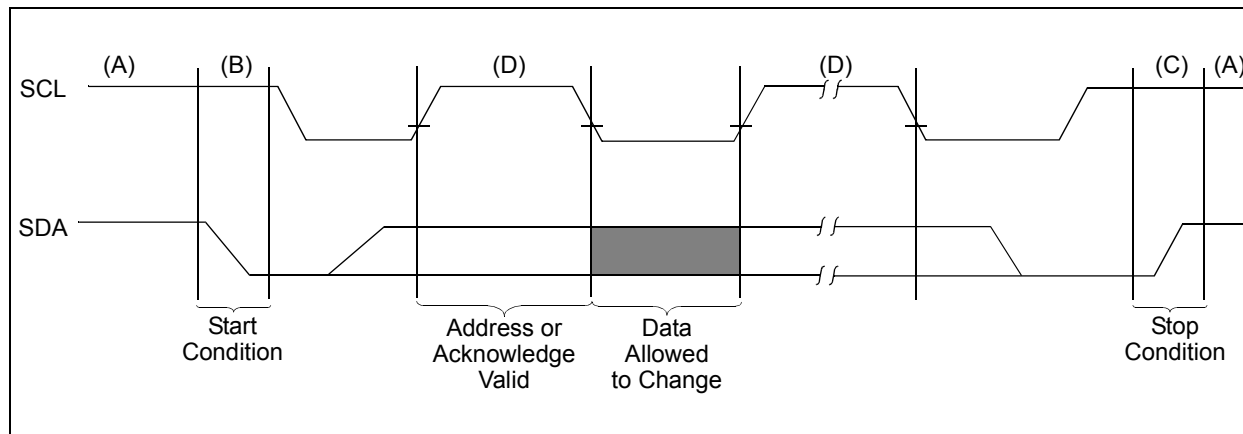 (A) (B) (D) (D) (C) (A)
SCL
SDA
Start
Condition
Address or
Acknowledge
Valid
Data
Allowed
to Change
Stop
Condition